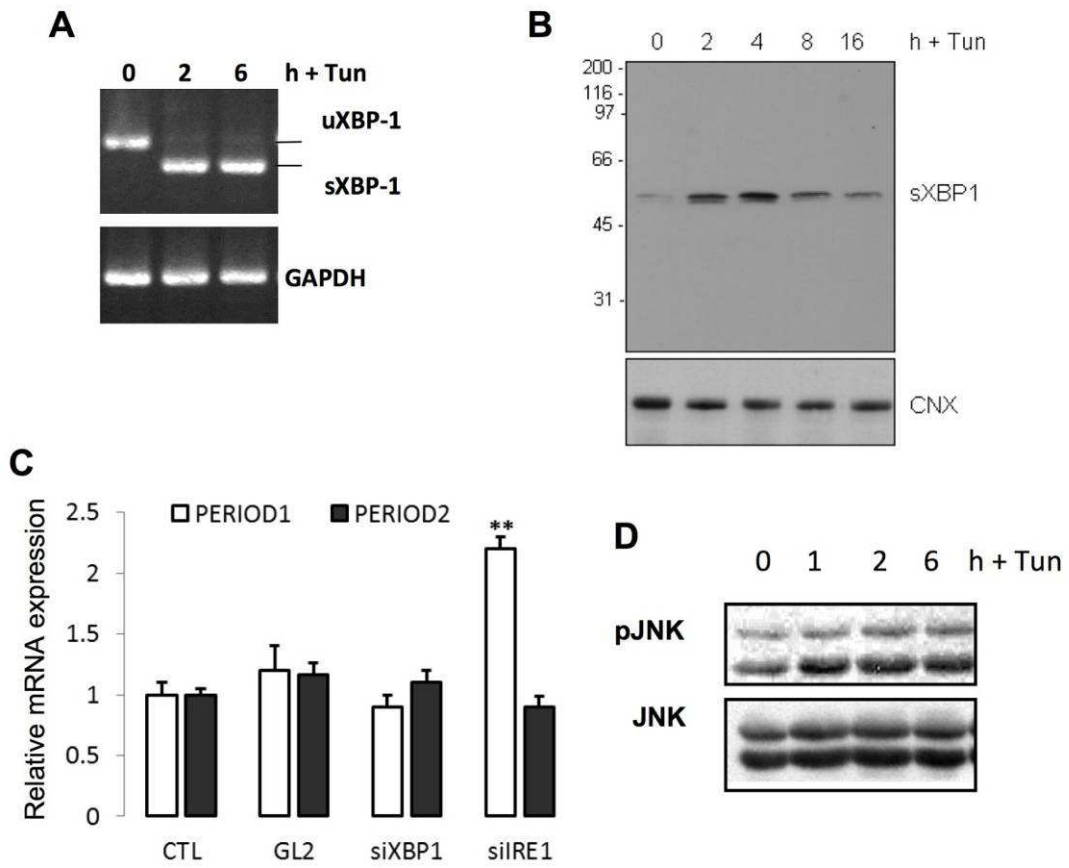 A
0 2 6 h + Tun
uXBP-1
sXBP-1
GAPDH
B
0 2 4 8 16 h + Tun
200 -
116 -
97 -
66 -
45 -
31 -
sXBP1
CNX
C
Relative mRNA expression
PERIOD1 PERIOD2
2.5
2
1.5
1
0.5
0
**
CTL GL2 siXBP1 siIRE1
D
0 1 2 6 h + Tun
pJNK
JNK